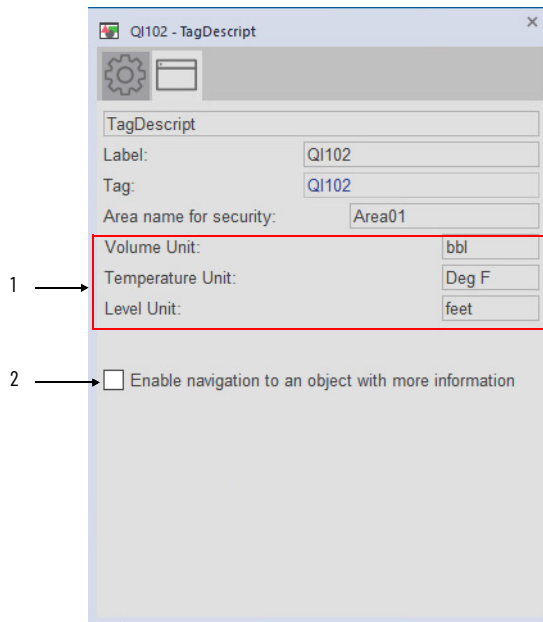 QI102 - TagDescript
TagDescript
Label: QI102
Tag: QI102
Area name for security: Area01
Volume Unit: bbl
Temperature Unit: Deg F
Level Unit: feet
1
2
Enable navigation to an object with more information